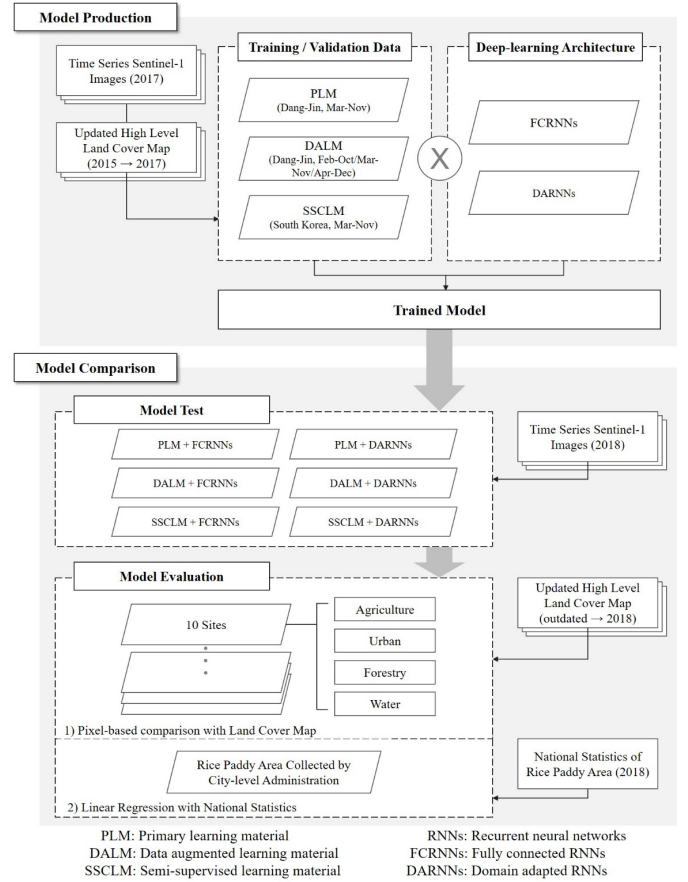 Model Production
Time Series Sentinel-1
Images (2017)
Updated High Level
Land Cover Map
(2015 → 2017)
Training / Validation Data
PLM
(Dang-Jin, Mar-Nov)
DALM
(Dang-Jin, Feb-Oct/Mar-
Nov/Apr-Dec)
SSCLM
(South Korea, Mar-Nov)
X
Deep-learning Architecture
FCRNNs
DARNNs
Trained Model
Model Comparison
Model Test
PLM + FCRNNs
PLM + DARNNs
DALM + FCRNNs
DALM + DARNNs
SSCLM + FCRNNs
SSCLM + DARNNs
Time Series Sentinel-1
Images (2018)
Model Evaluation
10 Sites
Agriculture
Urban
Forestry
Water
1) Pixel-based comparison with Land Cover Map
Updated High Level
Land Cover Map
(outdated → 2018)
Rice Paddy Area Collected by
City-level Administration
2) Linear Regression with National Statistics
National Statistics of
Rice Paddy Area (2018)
PLM: Primary learning material
DALM: Data augmented learning material
SSCLM: Semi-supervised learning material
RNNs: Recurrent neural networks
FCRNNs: Fully connected RNNs
DARNNs: Domain adapted RNNs